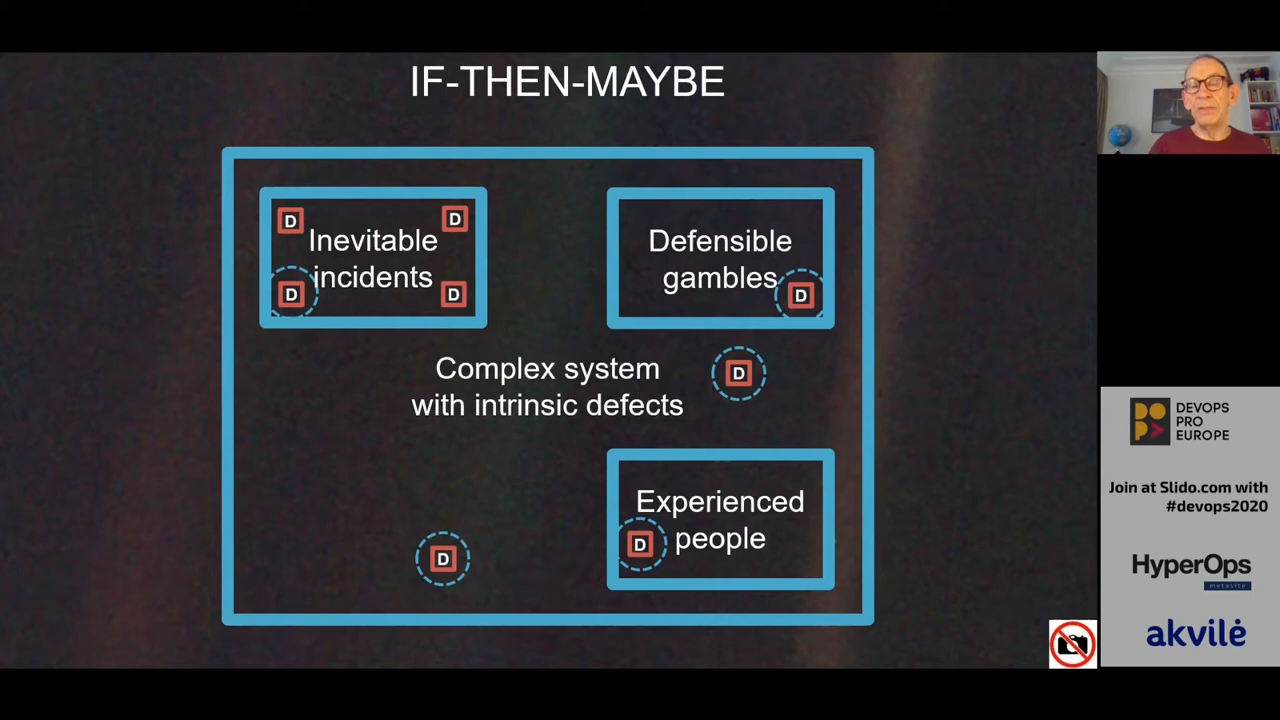 IF-THEN-MAYBE
D
D
Inevitable
incidents
D
D
Defensible
gambles
D
Complex system
with intrinsic defects
D
Experienced
people
D
D
DEVOPS
PRO
EUROPE
Join at Slido.com with
#devops2020
HyperOps
metasite
akvilė